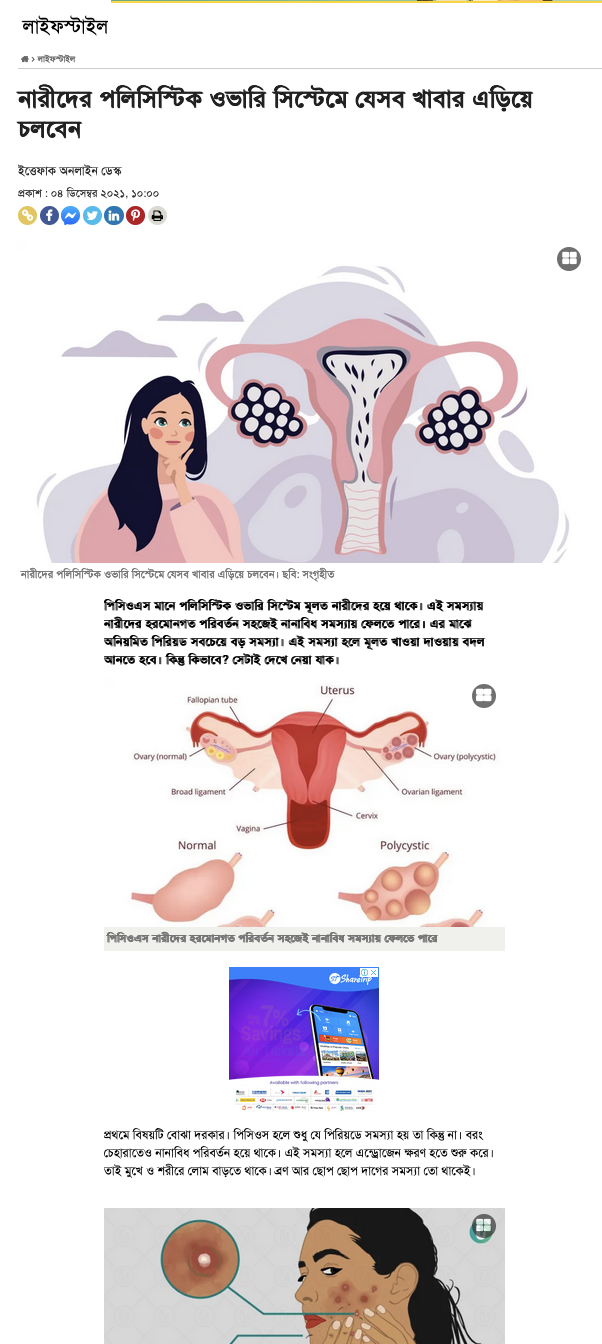 লাইফস্টাইল
› লাইফস্টাইল
নারীদের পলিসিস্টিক ওভারি সিস্টেমে যেসব খাবার এড়িয়ে
চলবেন
ইত্তেফাক অনলাইন ডেস্ক
প্রকাশ : ০৪ ডিসেম্বর ২০২১, ১০:০০
নারীদের পলিসিস্টিক ওভারি সিস্টেমে যেসব খাবার এড়িয়ে চলবেন। ছবি: সংগৃহীত
পিসিওএস মানে পলিসিস্টিক ওভারি সিস্টেম মূলত নারীদের হয়ে থাকে। এই সমস্যায়
নারীদের হরমোনগত পরিবর্তন সহজেই নানাবিধ সমস্যায় ফেলতে পারে। এর মাঝে
অনিয়মিত পিরিয়ত সবচেয়ে বড় সমস্যা। এই সমস্যা হলে মূলত খাওয়া দাওয়ায় বদল
আনতে হবে। কিন্তু কিভাবে? সেটাই দেখে নেয়া যাক।
Uterus
Fallopian tube
Ovary (normal)
Ovary (polycystic)
Broad ligament
Ovarian ligament
Cervix
Vagina
Normal
Polycystic
পিসিওএস নারীদের হরমোনগত পরিবর্তন সহজেই নানাবিধ সমস্যায় ফেলতে পারে
ST Sharetrip
7%
Savings
Available with following partners
প্রথমে বিষয়টি বোঝা দরকার। পিসিওস হলে শুধু যে পিরিয়ডে সমস্যা হয় তা কিন্তু না। বরং
চেহারাতেও নানাবিধ পরিবর্তন হয়ে থাকে। এই সমস্যা হলে এন্ড্রোজেন ক্ষরণ হতে শুরু করে।
তাই মুখে ও শরীরে লোম বাড়তে থাকে। ব্রণ আর ছোপ ছোপ দাগের সমস্যা তো থাকেই।